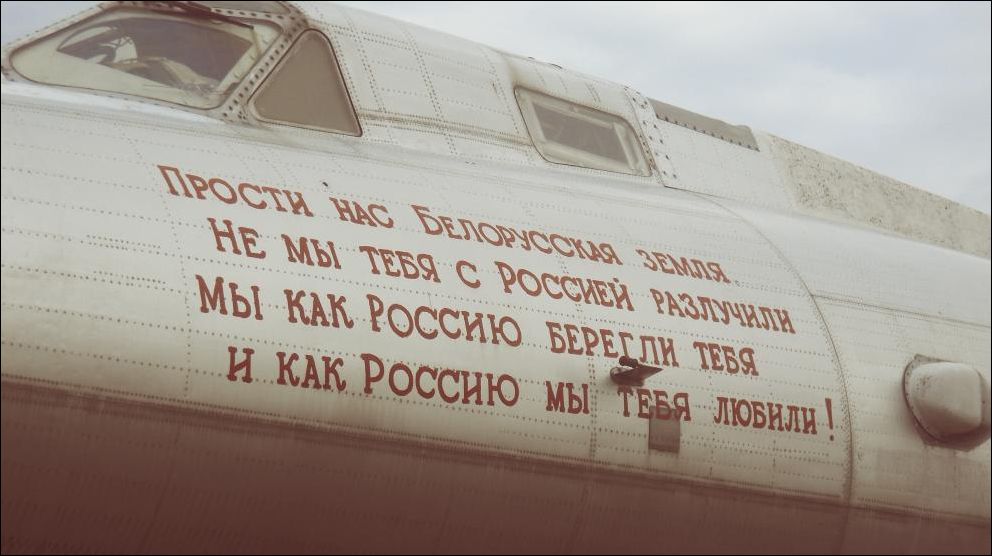 Прости нас Белорусская земля.
Не мы тебя с Россией разлучили
Мы как Россию берегли тебя
и как Россию мы тебя любили!